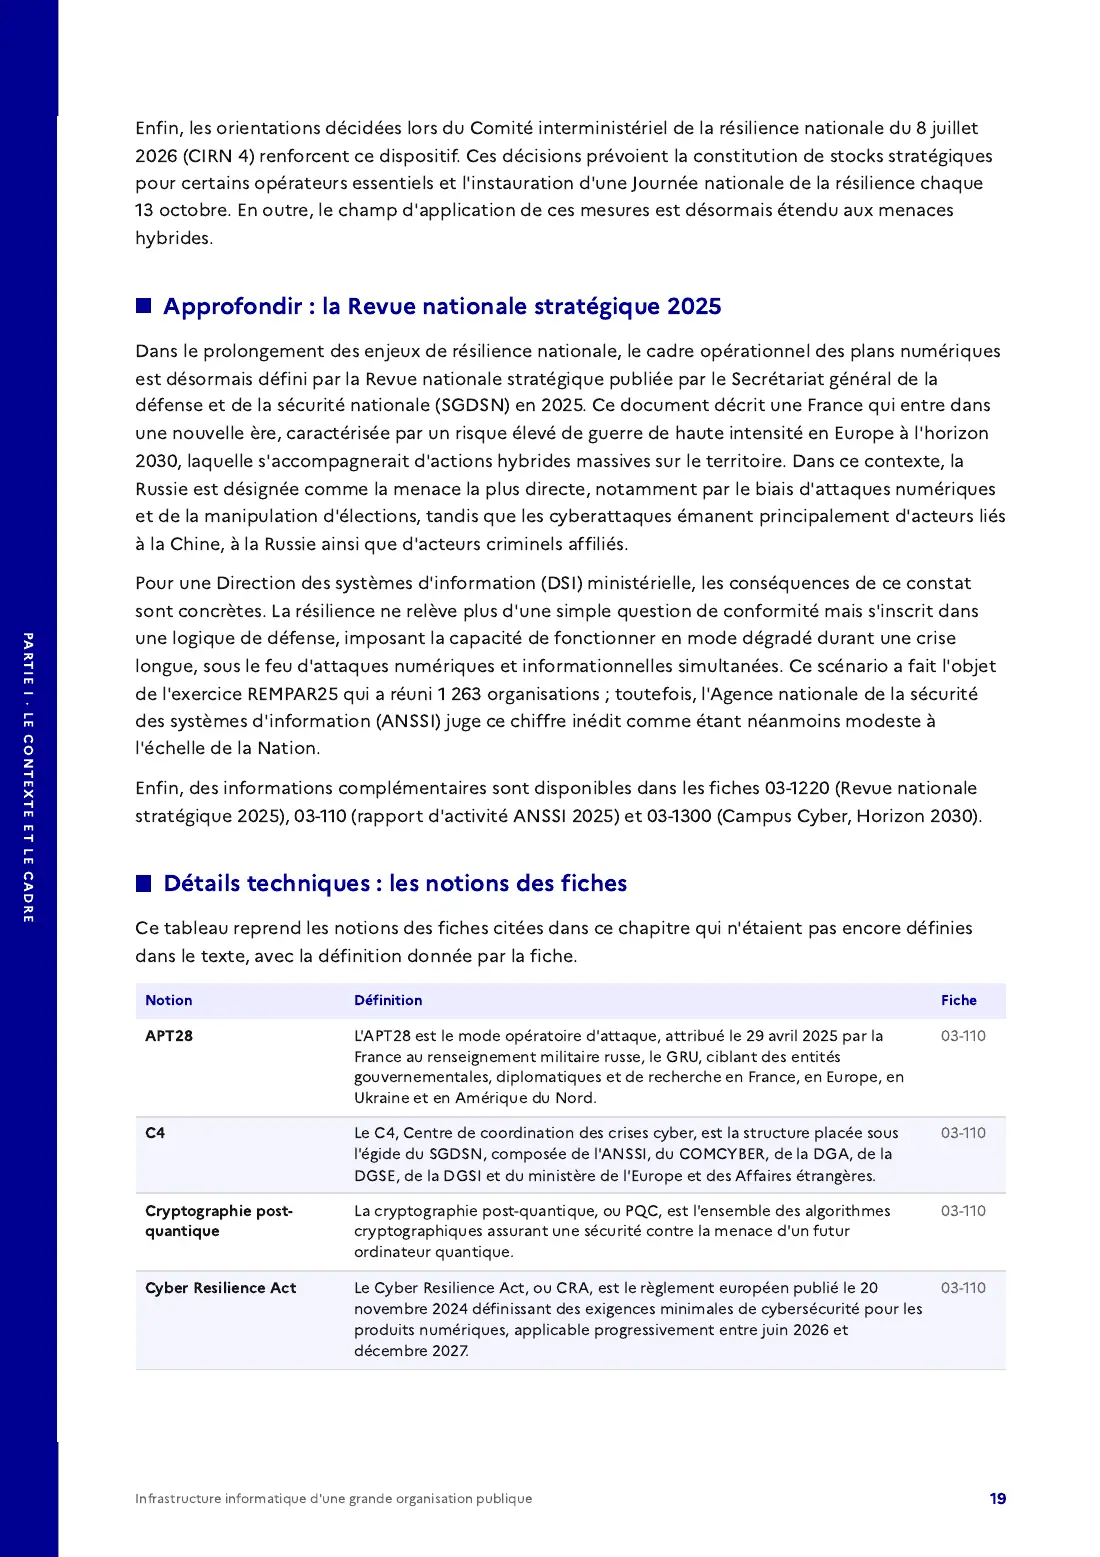 Enfin, les orientations décidées lors du Comité interministériel de la résilience nationale du 8 juillet
2026 (CIRN 4) renforcent ce dispositif. Ces décisions prévoient la constitution de stocks stratégiques
pour certains opérateurs essentiels et l'instauration d'une Journée nationale de la résilience chaque
13 octobre. En outre, le champ d'application de ces mesures est désormais étendu aux menaces
hybrides.
Approfondir : la Revue nationale stratégique 2025
Dans le prolongement des enjeux de résilience nationale, le cadre opérationnel des plans numériques
est désormais défini par la Revue nationale stratégique publiée par le Secrétariat général de la
défense et de la sécurité nationale (SGDSN) en 2025. Ce document décrit une France qui entre dans
une nouvelle ère, caractérisée par un risque élevé de guerre de haute intensité en Europe à l'horizon
2030, laquelle s'accompagnerait d'actions hybrides massives sur le territoire. Dans ce contexte, la
Russie est désignée comme la menace la plus directe, notamment par le biais d'attaques numériques
et de la manipulation d'élections, tandis que les cyberattaques émanent principalement d'acteurs liés
à la Chine, à la Russie ainsi que d'acteurs criminels affiliés.
Pour une Direction des systèmes d'information (DSI) ministérielle, les conséquences de ce constat
sont concrètes. La résilience ne relève plus d'une simple question de conformité mais s'inscrit dans
une logique de défense, imposant la capacité de fonctionner en mode dégradé durant une crise
longue, sous le feu d'attaques numériques et informationnelles simultanées. Ce scénario a fait l'objet
de l'exercice REMPAR25 qui a réuni 1 263 organisations ; toutefois, l'Agence nationale de la sécurité
des systèmes d'information (ANSSI) juge ce chiffre inédit comme étant néanmoins modeste à
l'échelle de la Nation.
Enfin, des informations complémentaires sont disponibles dans les fiches 03-1220 (Revue nationale
stratégique 2025), 03-110 (rapport d'activité ANSSI 2025) et 03-1300 (Campus Cyber, Horizon 2030).
Détails techniques : les notions des fiches
Ce tableau reprend les notions des fiches citées dans ce chapitre qui n'étaient pas encore définies
dans le texte, avec la définition donnée par la fiche.
Notion Définition Fiche
APT28 L'APT28 est le mode opératoire d'attaque, attribué le 29 avril 2025 par la 03-110
France au renseignement militaire russe, le GRU, ciblant des entités
gouvernementales, diplomatiques et de recherche en France, en Europe, en
Ukraine et en Amérique du Nord.
C4 Le C4, Centre de coordination des crises cyber, est la structure placée sous 03-110
l'égide du SGDSN, composée de l'ANSSI, du COMCYBER, de la DGA, de la
DGSE, de la DGSI et du ministère de l'Europe et des Affaires étrangères.
Cryptographie post- La cryptographie post-quantique, ou PQC, est l'ensemble des algorithmes 03-110
quantique cryptographiques assurant une sécurité contre la menace d'un futur
ordinateur quantique.
Cyber Resilience Act Le Cyber Resilience Act, ou CRA, est le règlement européen publié le 20 03-110
novembre 2024 définissant des exigences minimales de cybersécurité pour les
produits numériques, applicable progressivement entre juin 2026 et
décembre 2027.
PARTIE I · LE CONTEXTE ET LE CADRE
Infrastructure informatique d'une grande organisation publique 19